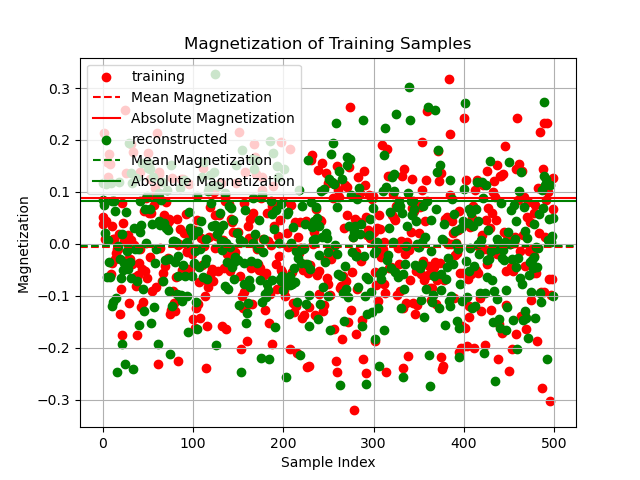 Magnetization of Training Samples
training
Mean Magnetization
Absolute Magnetization
reconstructed
Mean Magnetization
Absolute Magnetization
0.3
0.2
0.1
0.0
−0.1
−0.2
−0.3
Magnetization
0 100 200 300 400 500
Sample Index